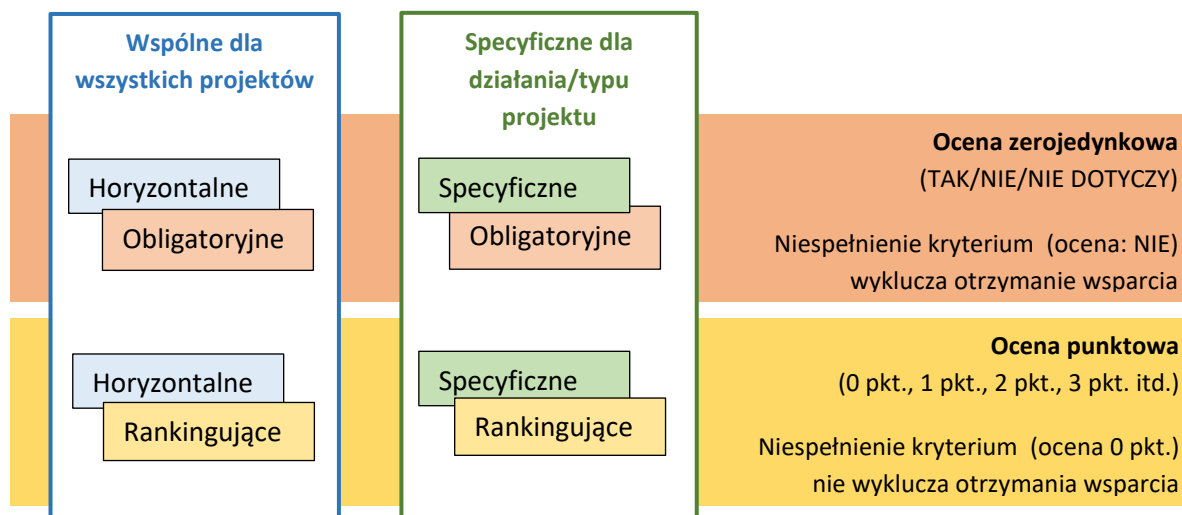 Wspólne dla
wszystkich projektów
Specyficzne dla
działania/typu
projektu
Horyzontalne
Obligatoryjne
Specyficzne
Obligatoryjne
Ocena zerojedynkowa
(TAK/NIE/NIE DOTYCZY)
Niespełnienie kryterium (ocena: NIE)
wyklucza otrzymanie wsparcia
Horyzontalne
Rankingujące
Specyficzne
Rankingujące
Ocena punktowa
(0 pkt., 1 pkt., 2 pkt., 3 pkt. itd.)
Niespełnienie kryterium (ocena 0 pkt.)
nie wyklucza otrzymania wsparcia